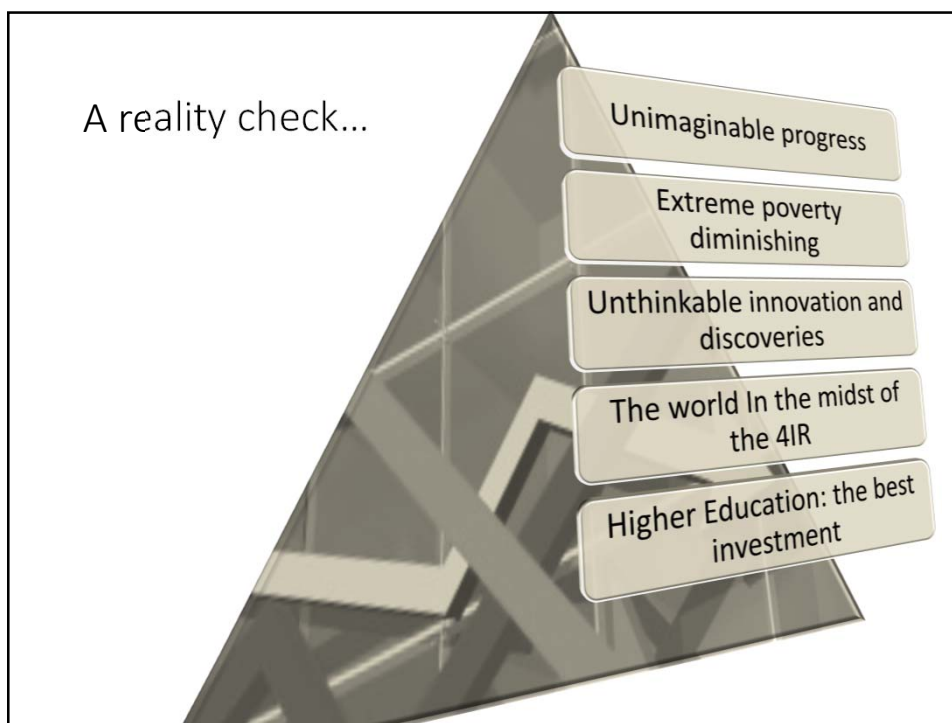 A reality check...
Unimaginable progress
Extreme poverty
diminishing
Unthinkable innovation and
discoveries
The world In the midst of
the 4IR
Higher Education: the best
investment